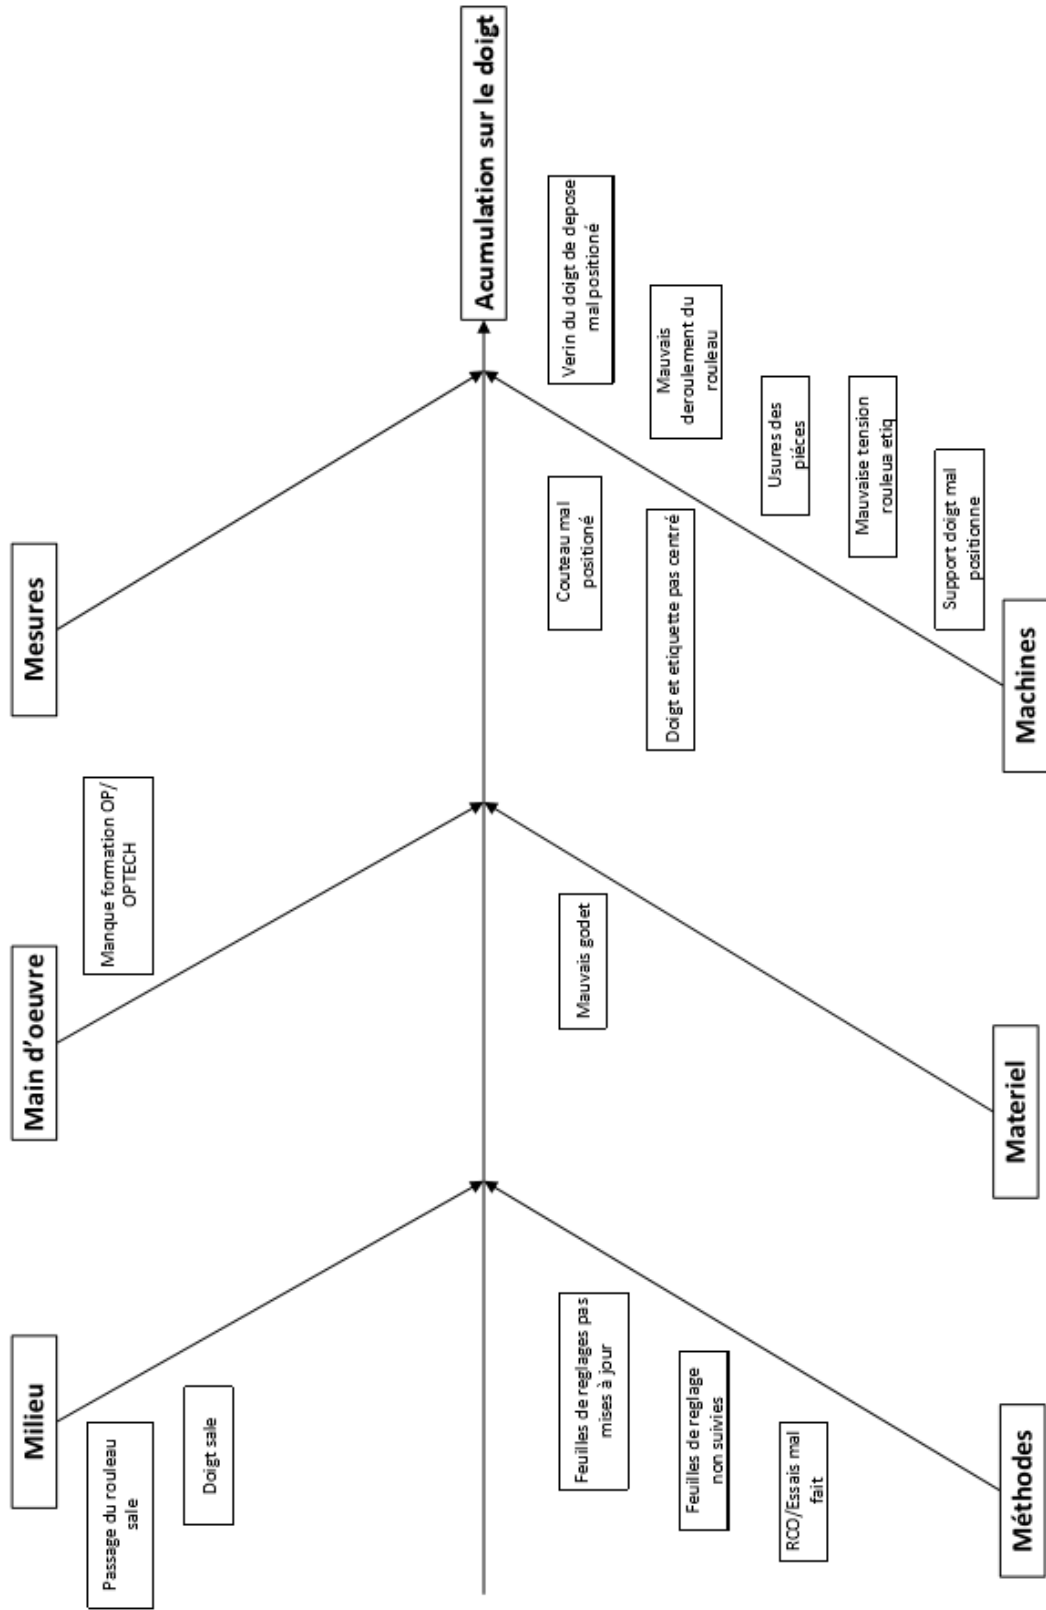 Milieu
Passage du rouleau
sale
Doigt sale
Main d'oeuvre
Manque formation OP/
OPTECH
Mesures
Acumulation sur le doigt
Méthodes
Feuilles de reglages pas
mises à jour
Feuilles de reglage
non suivies
RCO/Essais mal
fait
Materiel
Mauvais godet
Machines
Couteau mal
positioné
Doigt et etiquette pas centré
Verin du doigt de depose
mal positioné
Mauvais
deroulement du
rouleau
Usures des
piéces
Mauvaise tension
rouleua etiq
Support doigt mal
positionne